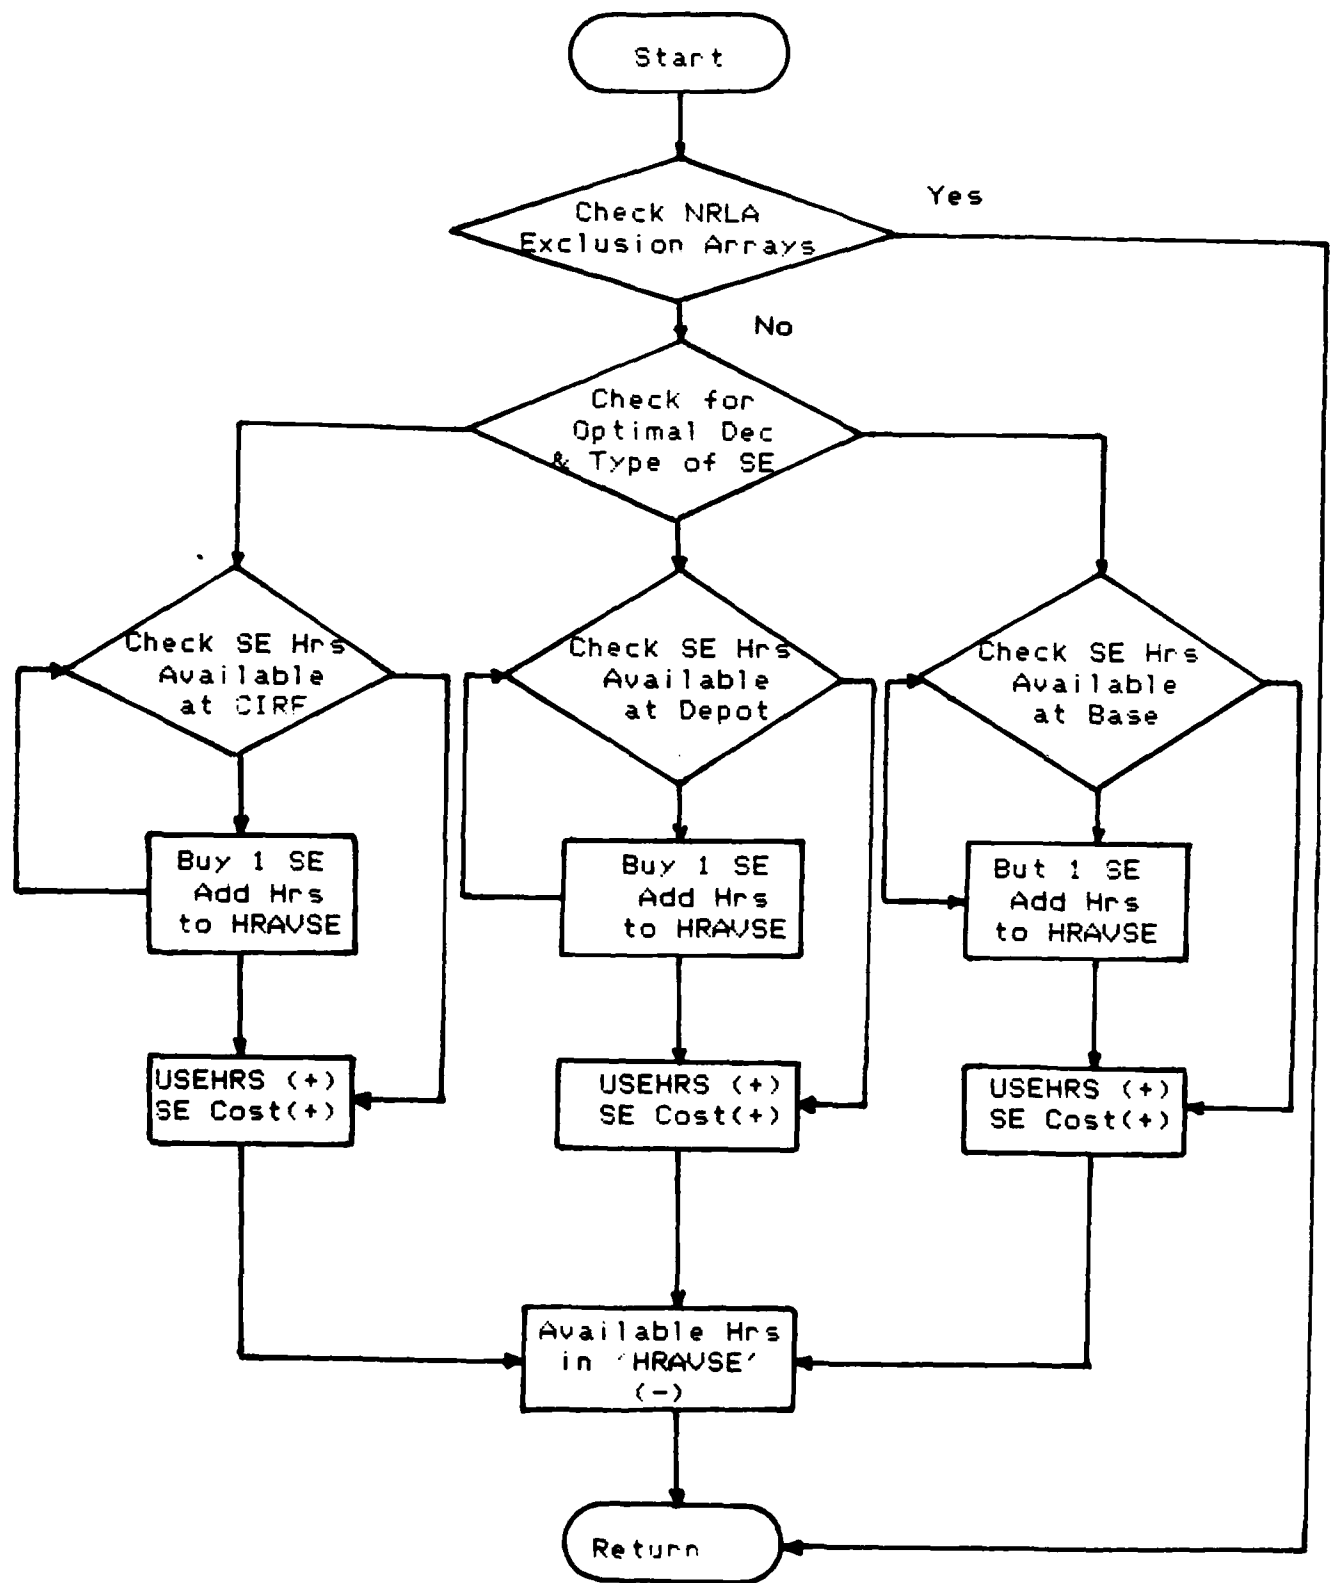 Start
Check NRLA
Exclusion Arrays
Yes
No
Check for
Optimal Dec
& Type of SE
Check SE Hrs
Available
at CIRF
Check SE Hrs
Available
at Depot
Check SE Hrs
Available
at Base
Buy 1 SE
Add Hrs
to HRAVSE
Buy 1 SE
Add Hrs
to HRAVSE
But 1 SE
Add Hrs
to HRAVSE
USEHRS (+)
SE Cost(+)
USEHRS (+)
SE Cost(+)
USEHRS (+)
SE Cost(+)
Available Hrs
in 'HRAVSE'
(-)
Return